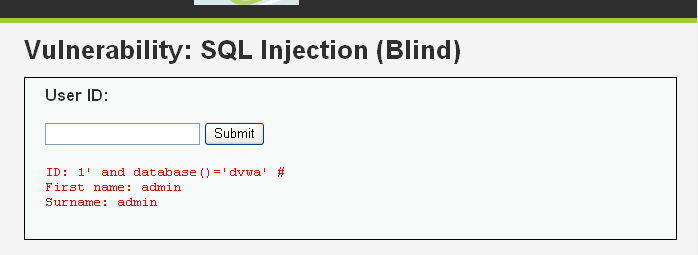 Vulnerability: SQL Injection (Blind)
User ID:
Submit
ID: 1' and database()='dvwa' #
First name: admin
Surname: admin